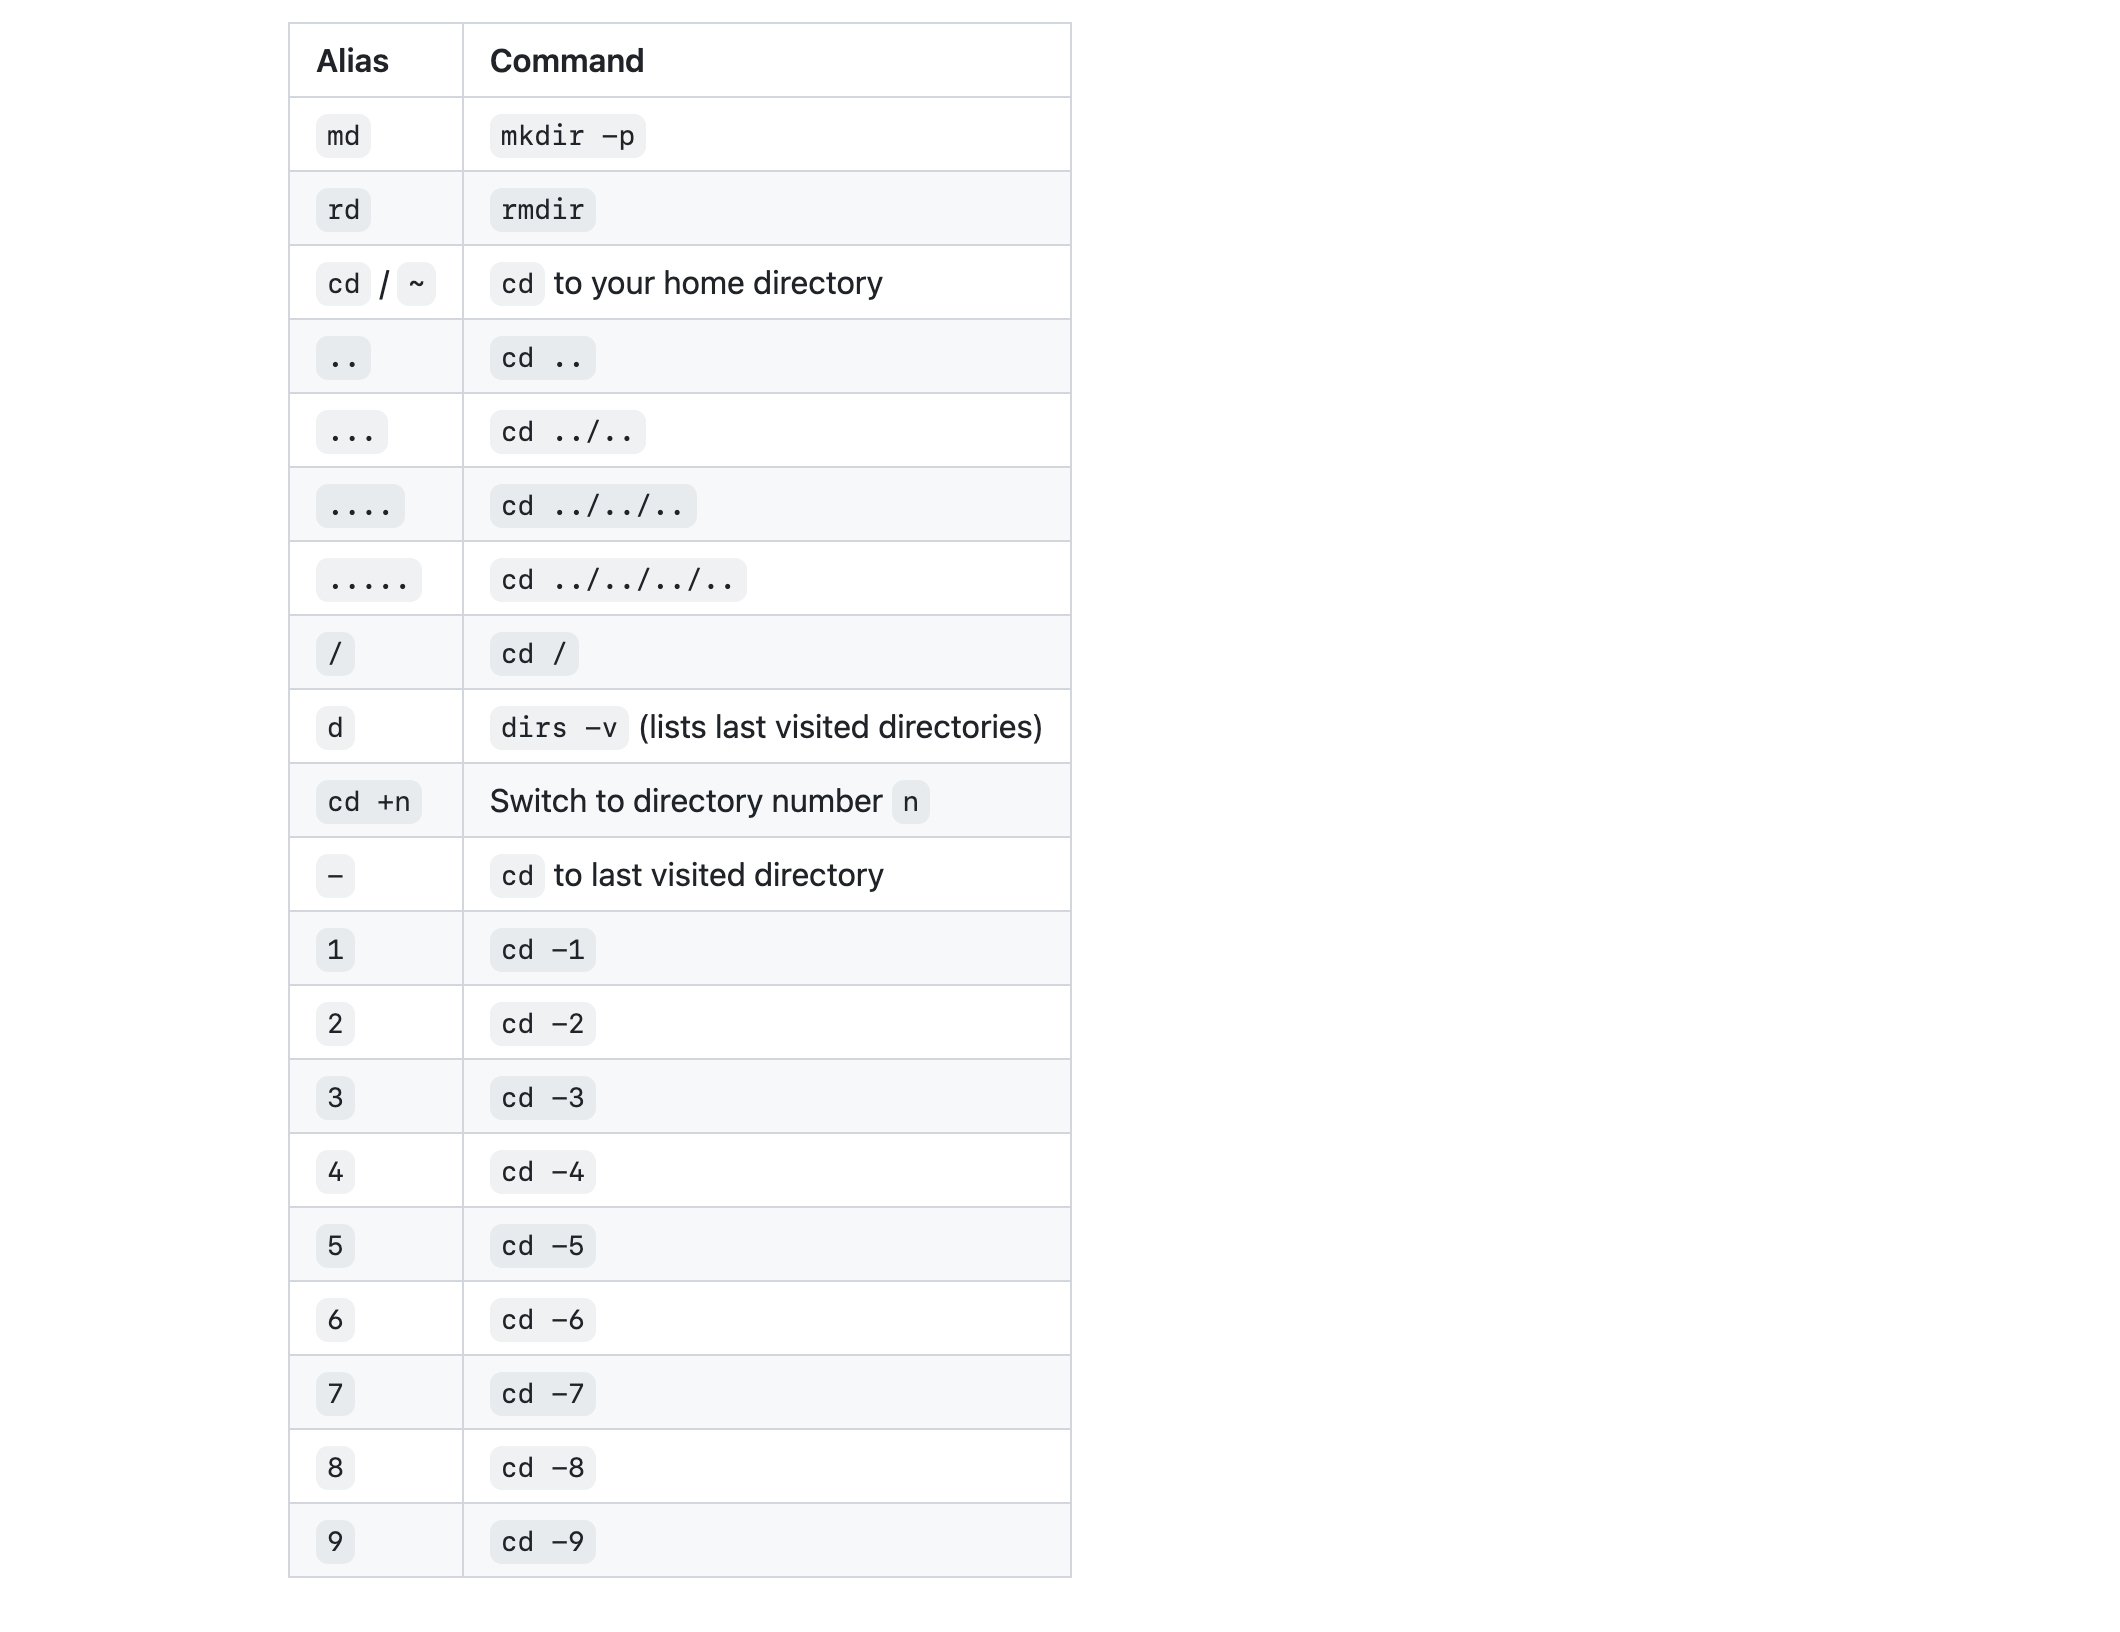 Alias Command
md mkdir -p
rd rmdir
cd / ~ cd to your home directory
.. cd ..
... cd ../..
.... cd ../../..
..... cd ../../../..
/ cd /
d dirs -v (lists last visited directories)
cd +n Switch to directory number n
- cd to last visited directory
1 cd -1
2 cd -2
3 cd -3
4 cd -4
5 cd -5
6 cd -6
7 cd -7
8 cd -8
9 cd -9